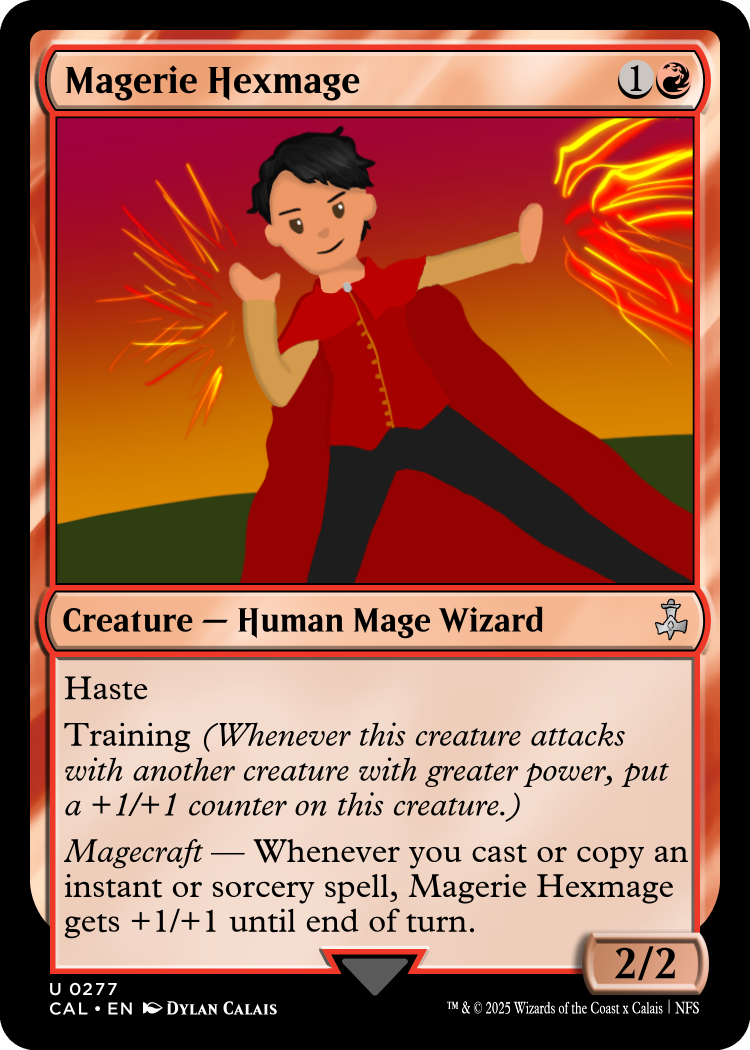 Magerie Hexmage 1
Creature — Human Mage Wizard
Haste
Training (Whenever this creature attacks
with another creature with greater power, put
a +1/+1 counter on this creature.)
Magecraft — Whenever you cast or copy an
instant or sorcery spell, Magerie Hexmage
gets +1/+1 until end of turn.
2/2
U 0277
CAL • EN DYLAN CALAIS
™ & © 2025 Wizards of the Coast x Calais | NFS